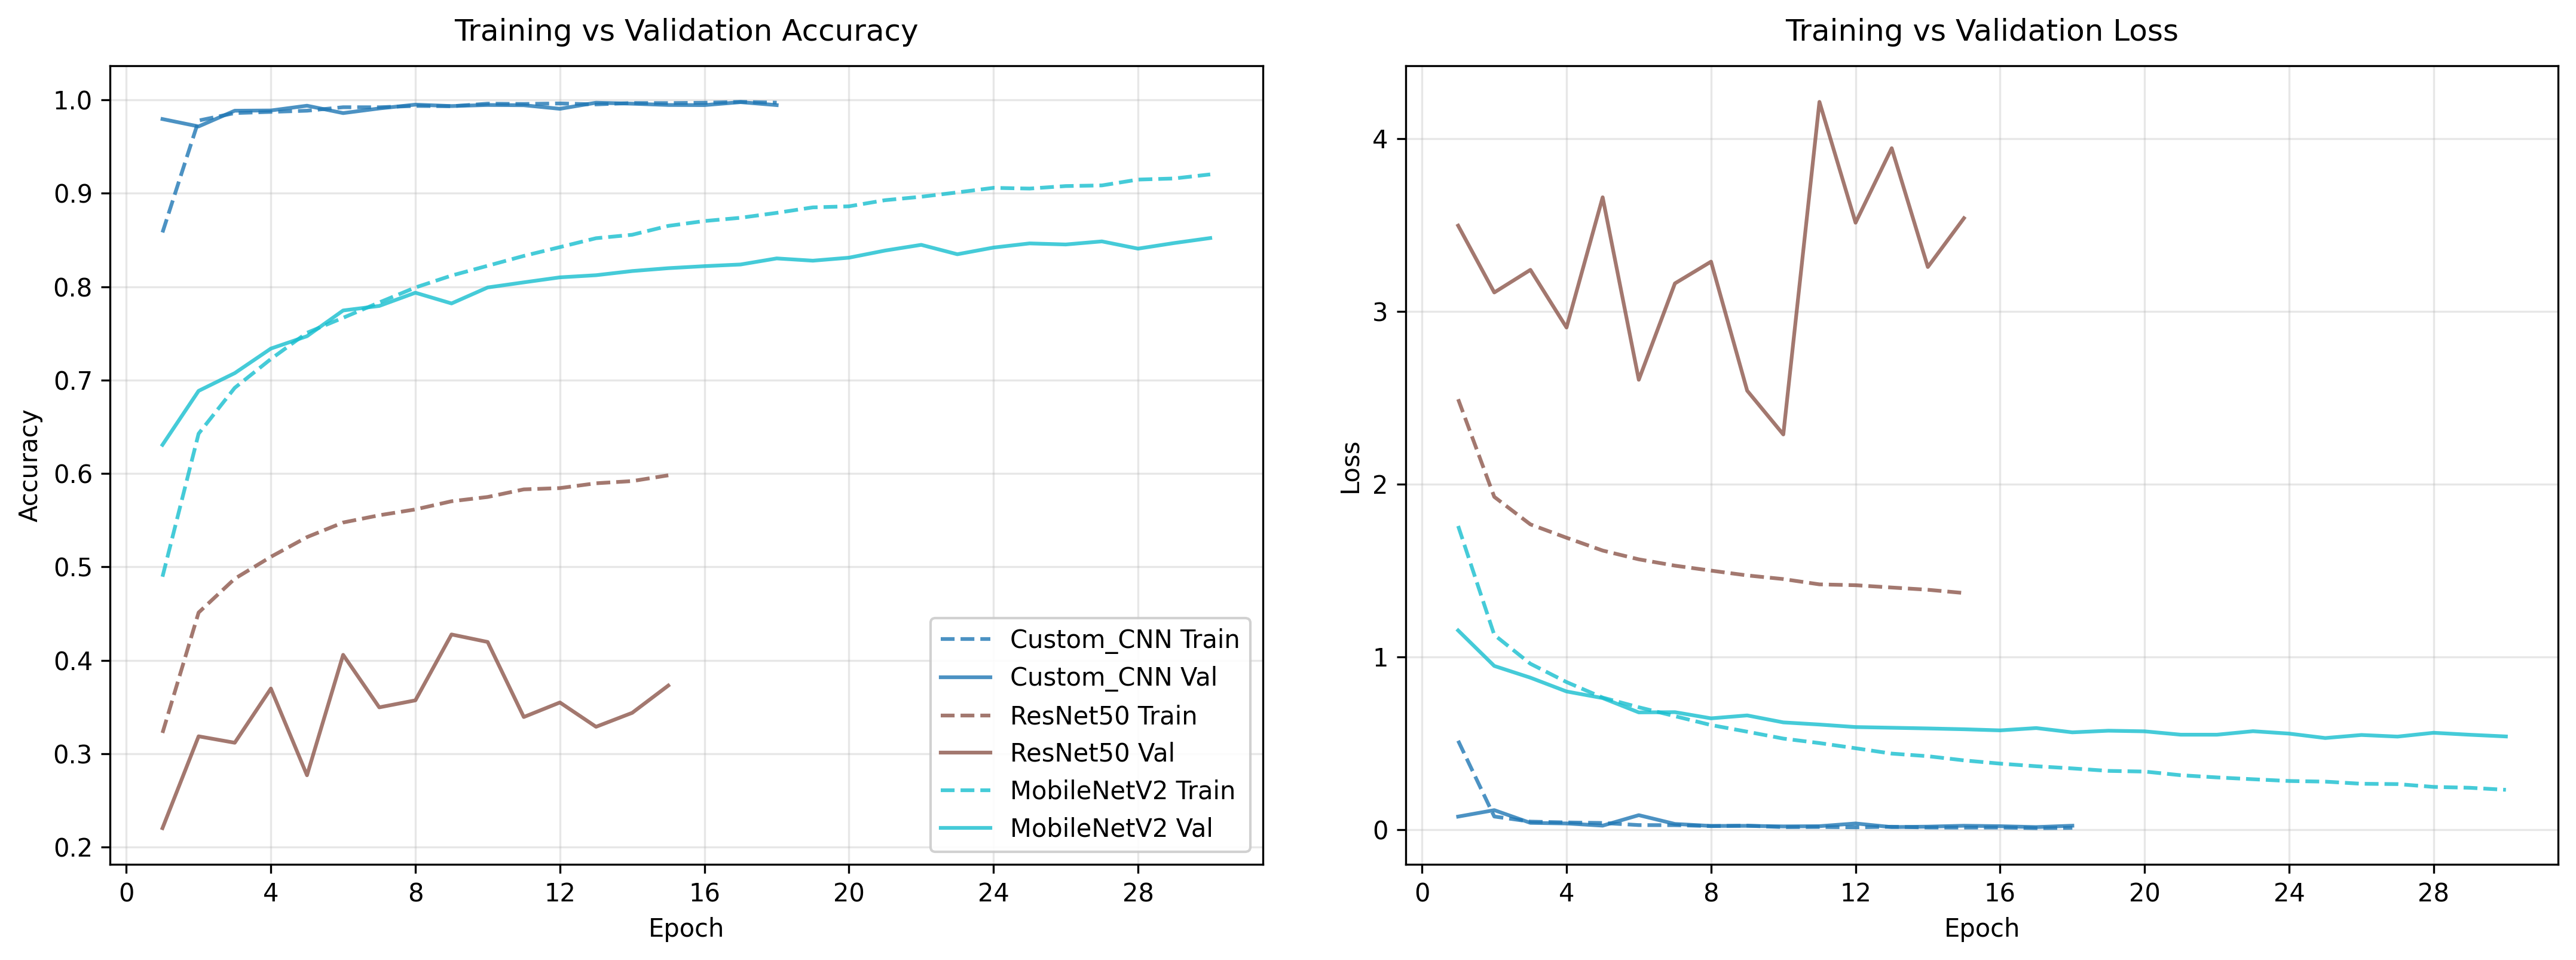 Training vs Validation Accuracy
1.0
0.9
0.8
0.7
0.6
0.5
0.4
0.3
0.2
Accuracy
0 4 8 12 16 20 24 28
Epoch
Custom_CNN Train
Custom_CNN Val
ResNet50 Train
ResNet50 Val
MobileNetV2 Train
MobileNetV2 Val
Training vs Validation Loss
4
3
2
1
0
Loss
0 4 8 12 16 20 24 28
Epoch